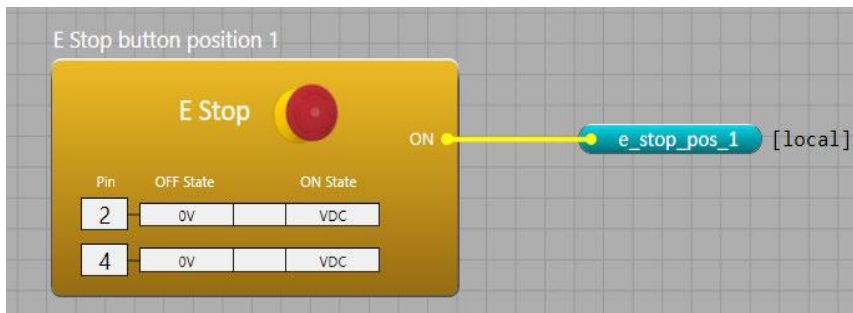 E Stop button position 1
E Stop
ON
e_stop_pos_1 [local]
Pin OFF State ON State
2 0V VDC
4 0V VDC